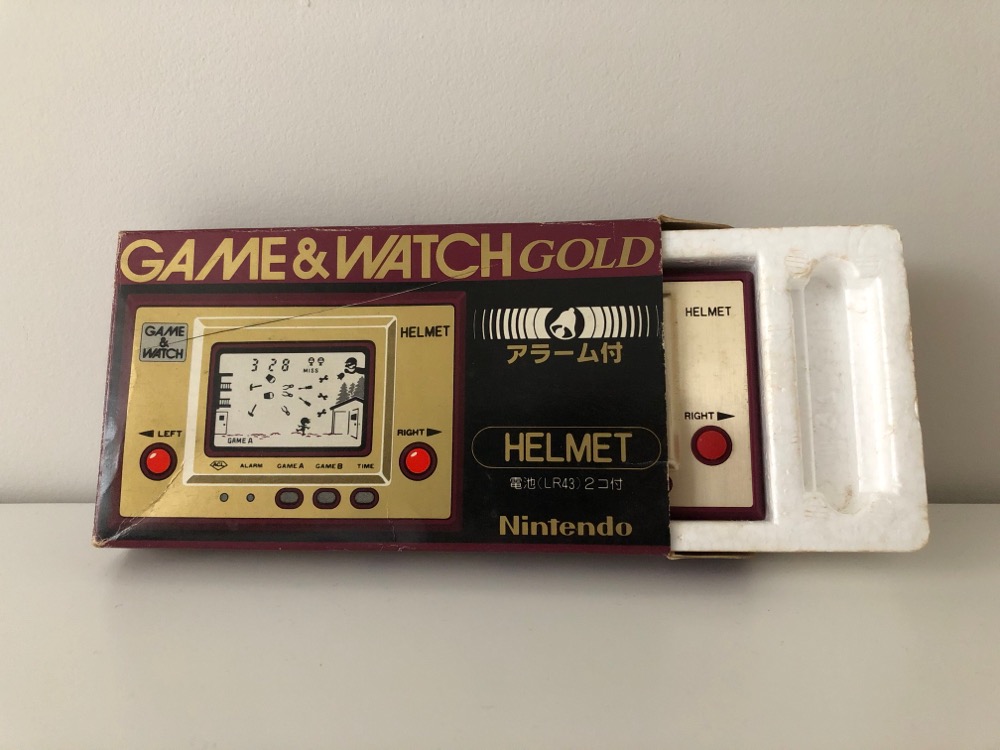 GAME & WATCH GOLD
GAME
&
WATCH
HELMET
3 28
MISS
GAME A
◀ LEFT
RIGHT ▶
ACL
ALARM
GAME A
GAME B
TIME
アラーム付
HELMET
電池(LR43)2コ付
Nintendo
HELMET
RIGHT ▶